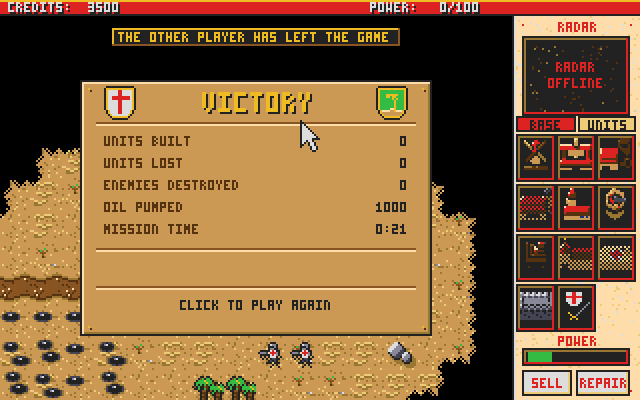 CREDITS: 3500 POWER: 0/100
THE OTHER PLAYER HAS LEFT THE GAME
RADAR
RADAR
OFFLINE
BASE UNITS
VICTORY
UNITS BUILT 0
UNITS LOST 0
ENEMIES DESTROYED 0
OIL PUMPED 1000
MISSION TIME 0:21
CLICK TO PLAY AGAIN
POWER
SELL REPAIR